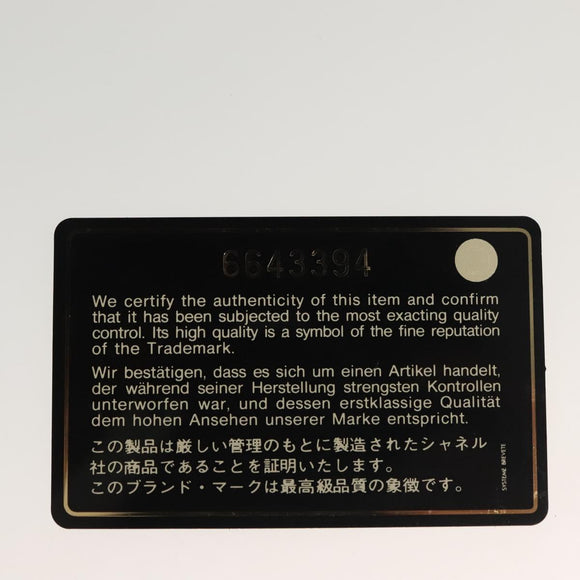 6643394
We certify the authenticity of this item and confirm
that it has been subjected to the most exacting quality
control. Its high quality is a symbol of the fine reputation
of the Trademark.
Wir bestätigen, dass es sich um einen Artikel handelt,
der während seiner Herstellung strengsten Kontrollen
unterworfen war, und dessen erstklassige Qualität
dem hohen Ansehen unserer Marke entspricht.
この製品は厳しい管理のもとに製造されたシャネル
社の商品であることを証明いたします。
このブランド・マークは最高級品質の象徴です。
SYSTEME BREVETE